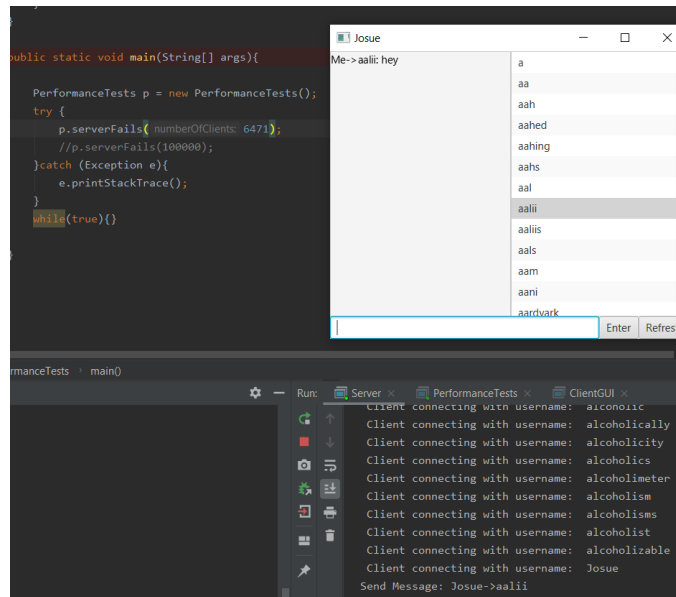 }
public static void main(String[] args){
PerformanceTests p = new PerformanceTests();
try {
p.serverFails( numberOfClients: 6471);
//p.serverFails(100000);
}catch (Exception e){
e.printStackTrace();
}
while(true){}
}
Josue
Me->aalii: hey
a
aa
aah
aahed
aahing
aahs
aal
aalii
aaliis
aals
aam
aani
aardvark
Enter
Refres
rmanceTests > main()
Run: Server × PerformanceTests × ClientGUI ×
Client connecting with username: alcoholic
Client connecting with username: alcoholically
Client connecting with username: alcoholicity
Client connecting with username: alcoholics
Client connecting with username: alcoholimeter
Client connecting with username: alcoholism
Client connecting with username: alcoholisms
Client connecting with username: alcoholist
Client connecting with username: alcoholizable
Client connecting with username: Josue
Send Message: Josue->aalii